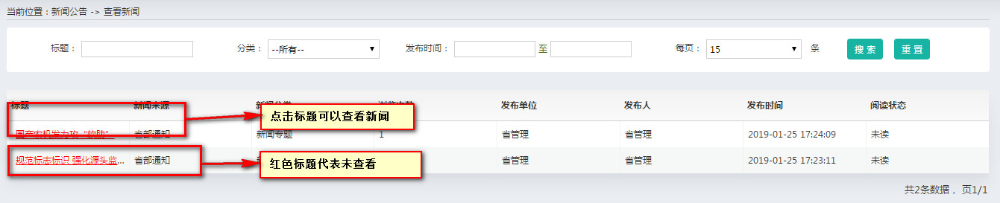 当前位置：新闻公告 -> 查看新闻
标题： 分类： --所有-- 发布时间： 至 每页： 15 条 搜 索 重 置
标题 新闻来源 新闻分类 浏览次数 发布单位 发布人 发布时间 阅读状态
点击标题可以查看新闻
国产农机发力攻“软肋” 省部通知 新闻专题 1 省管理 省管理 2019-01-25 17:24:09 未读
规范标志标识 强化源头监... 省部通知 省管理 省管理 2019-01-25 17:23:11 未读
红色标题代表未查看
共2条数据 ，页1/1